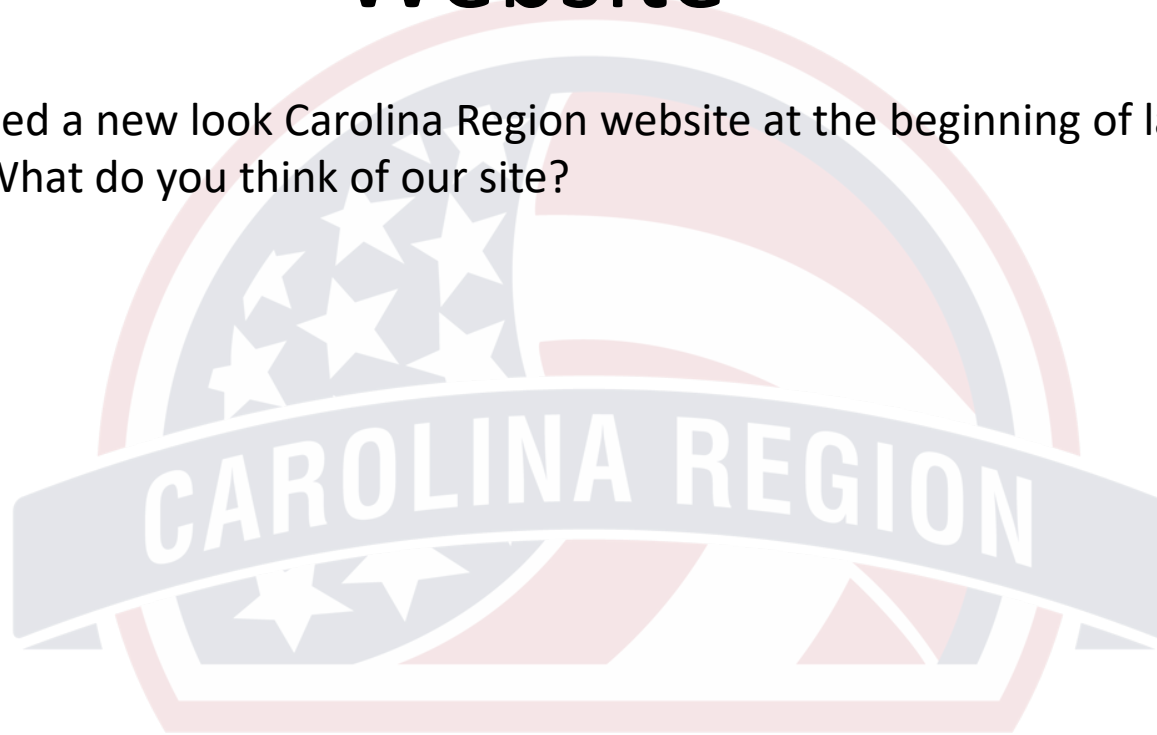 Website
ed a new look Carolina Region website at the beginning of la
What do you think of our site?
CAROLINA REGION